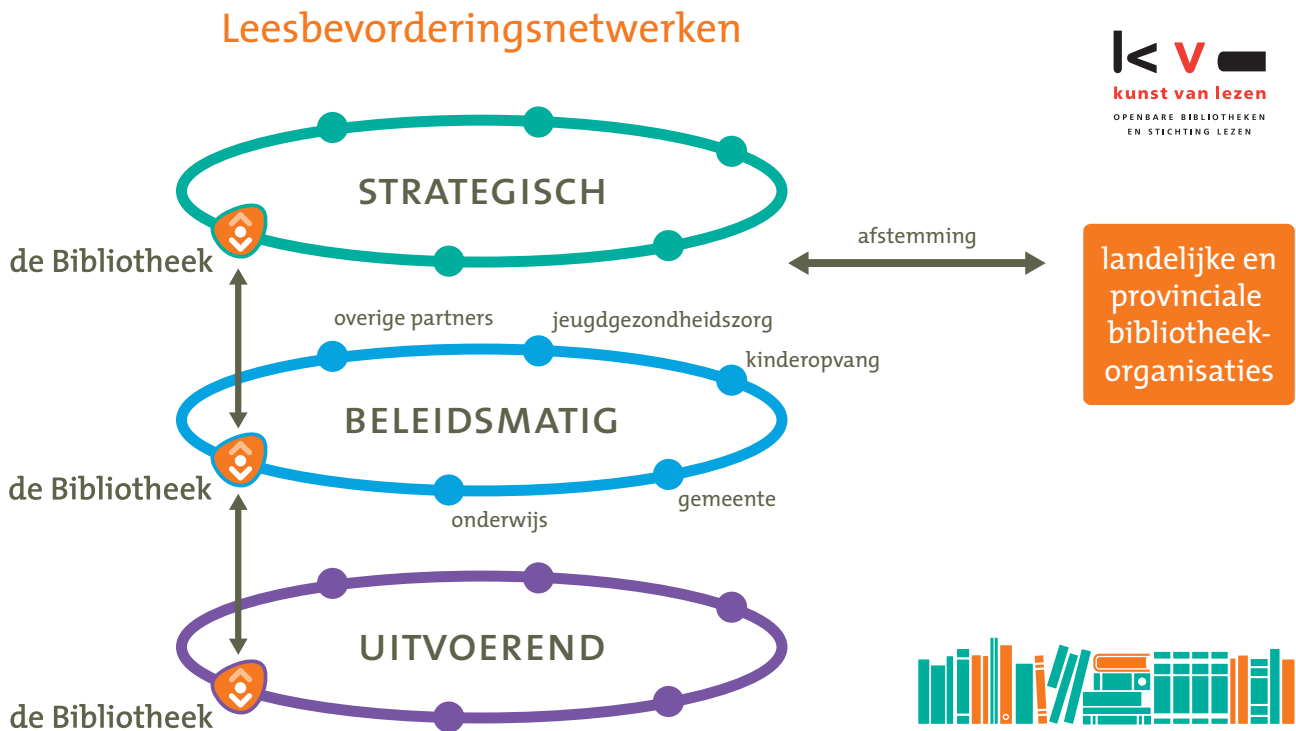 Leesbevorderingsnetwerken
kunst van lezen
OPENBARE BIBLIOTHEKEN
EN STICHTING LEZEN
STRATEGISCH
de Bibliotheek
afstemming
landelijke en
provinciale
bibliotheek-
organisaties
overige partners
jeugdgezondheidszorg
kinderopvang
BELEIDSMATIG
de Bibliotheek
gemeente
onderwijs
UITVOEREND
de Bibliotheek